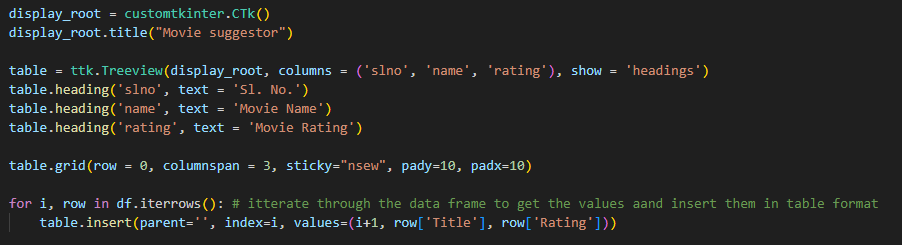 display_root = customtkinter.CTk()
display_root.title("Movie suggestor")
table = ttk.Treeview(display_root, columns = ('slno', 'name', 'rating'), show = 'headings')
table.heading('slno', text = 'Sl. No.')
table.heading('name', text = 'Movie Name')
table.heading('rating', text = 'Movie Rating')
table.grid(row = 0, columnspan = 3, sticky="nsew", pady=10, padx=10)
for i, row in df.iterrows(): # itterate thrrough the data frame to get the values aand insert them in table format
    table.insert(parent='', index=i, values=(i+1, row['Title'], row['Rating']))